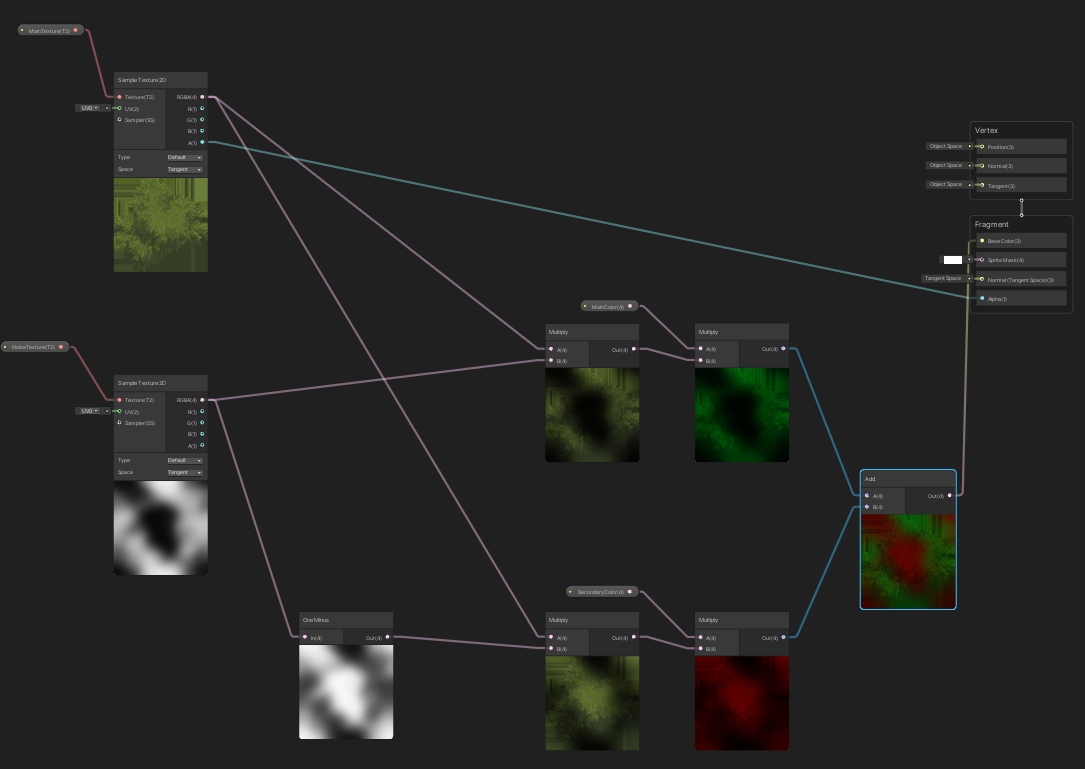 MainTexture(T2)
Sample Texture 2D
Texture(T2)
RGBA(4)
UV0
UV(2)
R(1)
Sampler(SS)
G(1)
B(1)
A(1)
Type
Default
Space
Tangent
Vertex
Object Space
Position(3)
Object Space
Normal(3)
Object Space
Tangent(3)
Fragment
Base Color(3)
Sprite Mask(4)
Tangent Space
Normal (Tangent Space)(3)
Alpha(1)
MainColor(4)
Multiply
A(4)
Out(4)
B(4)
Multiply
A(4)
Out(4)
B(4)
NoiseTexture(T2)
Sample Texture 2D
Texture(T2)
RGBA(4)
UV0
UV(2)
R(1)
Sampler(SS)
G(1)
B(1)
A(1)
Type
Default
Space
Tangent
Add
A(4)
Out(4)
B(4)
SecondaryColor(4)
One Minus
In(4)
Out(4)
Multiply
A(4)
Out(4)
B(4)
Multiply
A(4)
Out(4)
B(4)